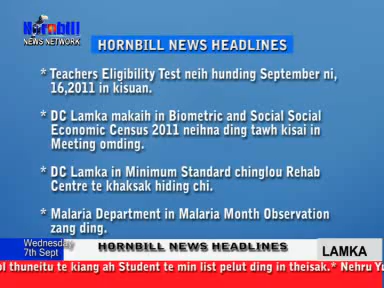 Hornbill
NEWS NETWORK
HORNBILL NEWS HEADLINES
* Teachers Eligibility Test neih hunding September ni,
16,2011 in kisuan.
* DC Lamka makaih in Biometric and Social Social
Economic Census 2011 neihna ding tawh kisai in
Meeting omding.
* DC Lamka in Minimum Standard chinglou Rehab
Centre te khaksak hiding chi.
* Malaria Department in Malaria Month Observation
zang ding.
Wednesday
7th Sept
HORNBILL NEWS HEADLINES
LAMKA
ol thuneitu te kiang ah Student te min list pelut ding in theisak.* Nehru Yu